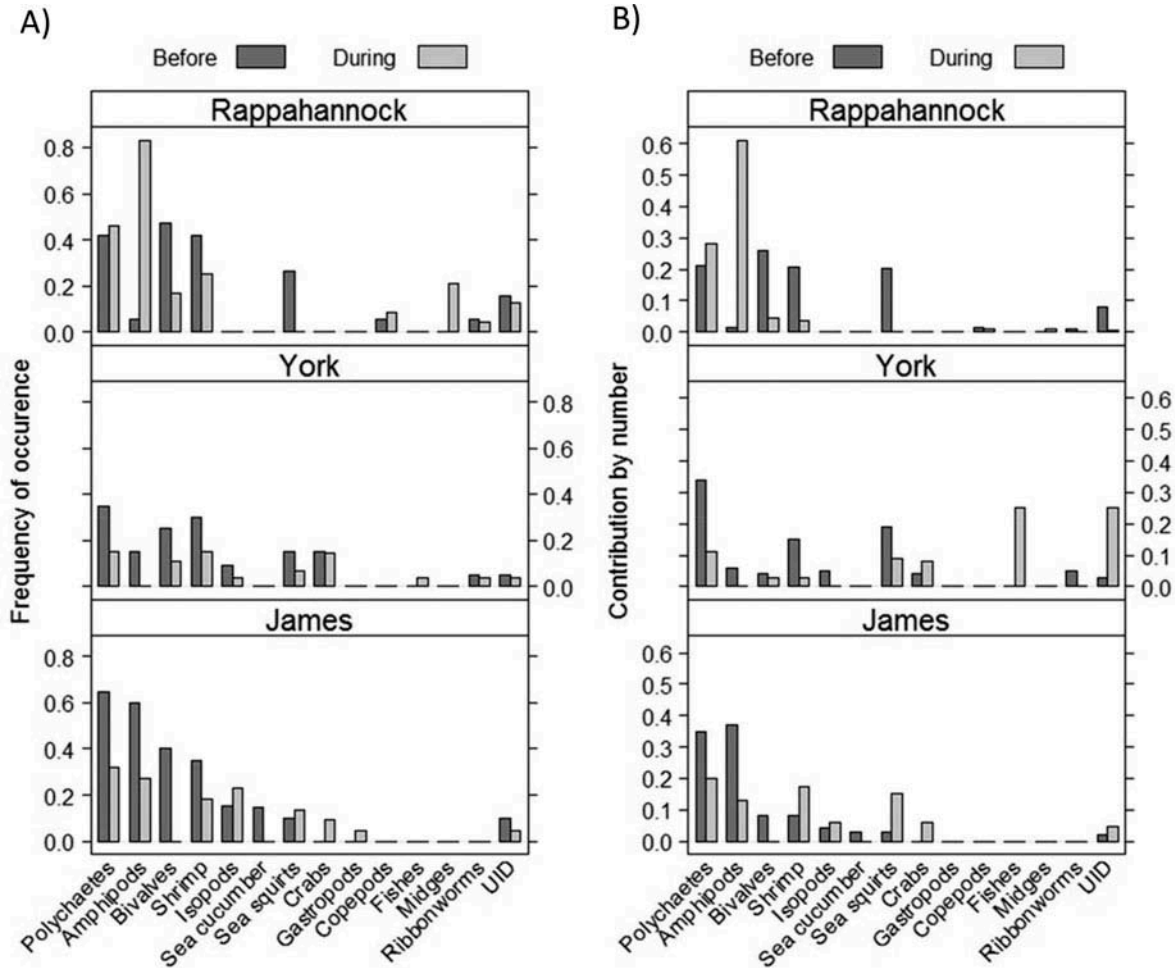 A)
Before During
Rappahannock
0.8
0.6
0.4
0.2
0.0
York
0.8
0.6
0.4
0.2
0.0
James
0.8
0.6
0.4
0.2
0.0
Frequency of occurence
Polychaetes
Amphipods
Bivalves
Shrimp
Isopods
Sea cucumber
Sea squirts
Crabs
Gastropods
Copepods
Fishes
Midges
Ribbonworms
UID
B)
Before During
Rappahannock
0.6
0.5
0.4
0.3
0.2
0.1
0.0
York
0.6
0.5
0.4
0.3
0.2
0.1
0.0
James
0.6
0.5
0.4
0.3
0.2
0.1
0.0
Contribution by number
Polychaetes
Amphipods
Bivalves
Shrimp
Isopods
Sea cucumber
Sea squirts
Crabs
Gastropods
Copepods
Fishes
Midges
Ribbonworms
UID